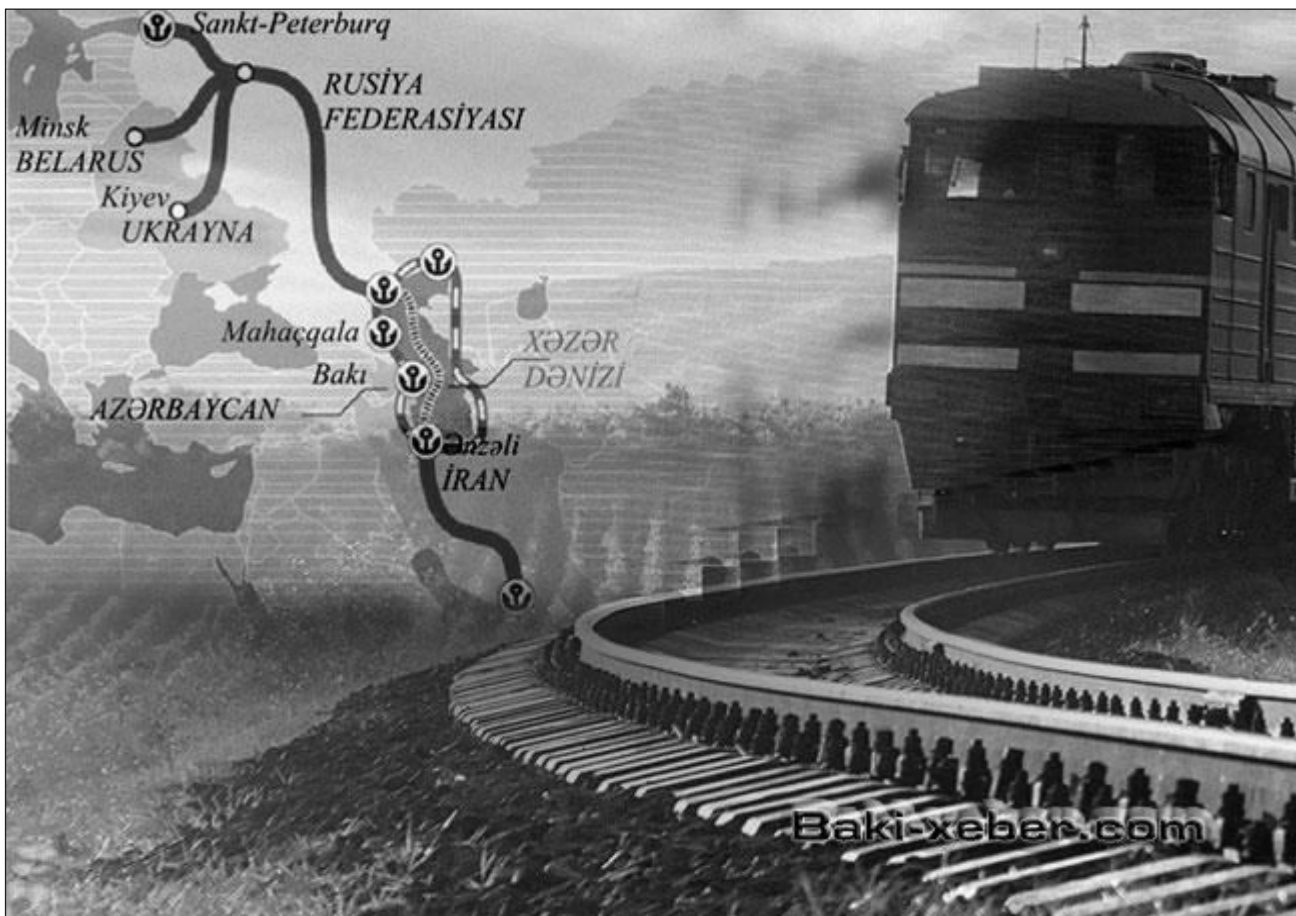 Sankt-Peterburq
RUSİYA
FEDERASİYASI
Minsk
BELARUS
Kiyev
UKRAYNA
Mahaçqala
XƏZƏR
DƏNİZİ
Bakı
AZƏRBAYCAN
Ənzəli
İRAN
Baki-xeber.com